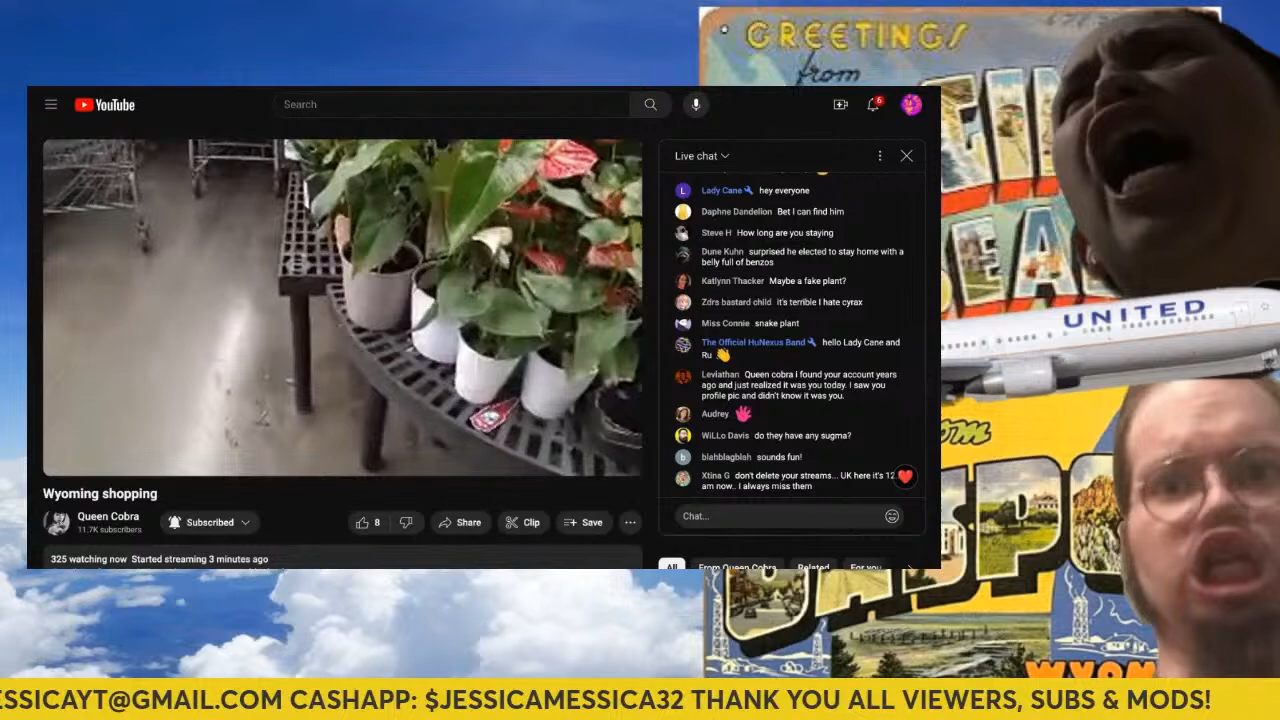 GREETINGS
from
YouTube
Search
6
Live chat
Lady Cane hey everyone
Daphne Dandelion Bet I can find him
Steve H How long are you staying
Dune Kuhn surprised he elected to stay home with a
belly full of benzos
Katlynn Thacker Maybe a fake plant?
Zdrs bastard child it's terrible I hate cyrax
Miss Connie snake plant
The Official HuNexus Band hello Lady Cane and
Ru 👋
Leviathan Queen cobra i found your account years
ago and just realized it was you today. I saw you
profile pic and didn't know it was you.
Audrey
WiLLo Davis do they have any sugma?
blahblagblah sounds fun!
Xtina G don't delete your streams... UK here it's 12
am now.. I always miss them
Chat...
Wyoming shopping
Queen Cobra
11.7K subscribers
Subscribed
8
Share
Clip
Save
325 watching now Started streaming 3 minutes ago
All From Queen Cobra Related For you
UNITED
ESSICAYT@GMAIL.COM CASHAPP: $JESSICAMESSICA32 THANK YOU ALL VIEWERS, SUBS & MODS!